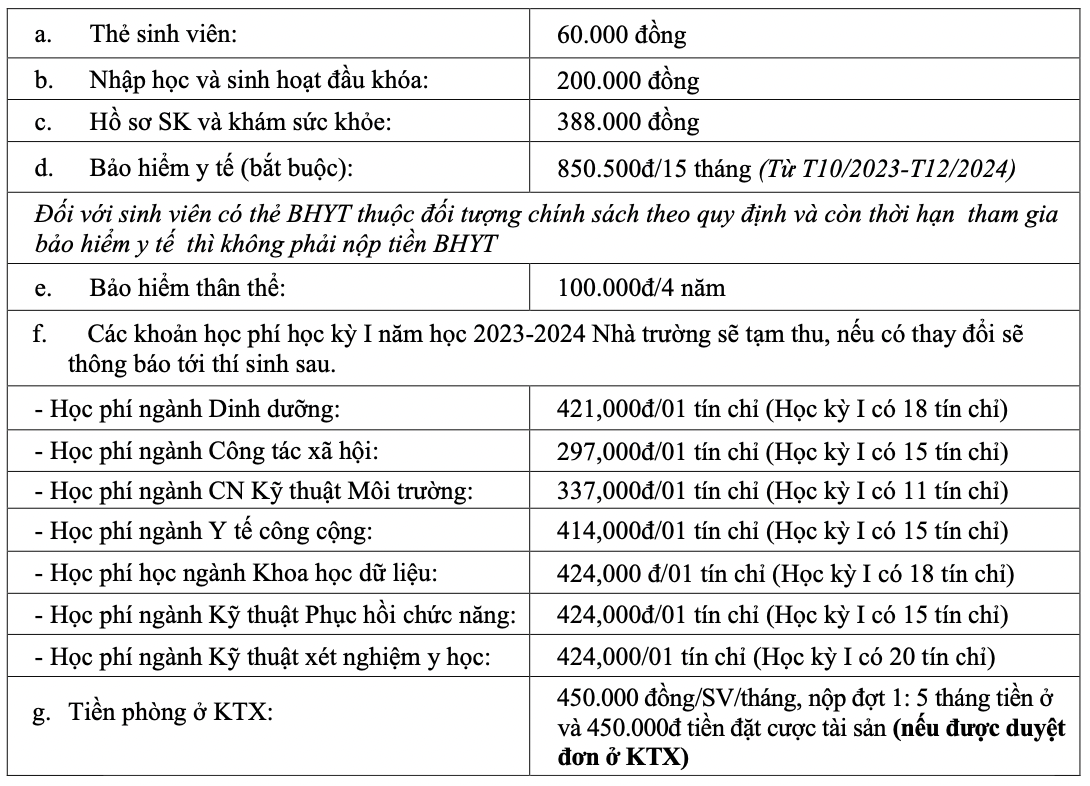 a. Thẻ sinh viên: 60.000 đồng
b. Nhập học và sinh hoạt đầu khóa: 200.000 đồng
c. Hồ sơ SK và khám sức khỏe: 388.000 đồng
d. Bảo hiểm y tế (bắt buộc): 850.500đ/15 tháng (Từ T10/2023-T12/2024)
Đối với sinh viên có thẻ BHYT thuộc đối tượng chính sách theo quy định và còn thời hạn tham gia
bảo hiểm y tế thì không phải nộp tiền BHYT
e. Bảo hiểm thân thể: 100.000đ/4 năm
f. Các khoản học phí học kỳ I năm học 2023-2024 Nhà trường sẽ tạm thu, nếu có thay đổi sẽ
thông báo tới thí sinh sau.
- Học phí ngành Dinh dưỡng: 421,000đ/01 tín chỉ (Học kỳ I có 18 tín chỉ)
- Học phí ngành Công tác xã hội: 297,000đ/01 tín chỉ (Học kỳ I có 15 tín chỉ)
- Học phí ngành CN Kỹ thuật Môi trường: 337,000đ/01 tín chỉ (Học kỳ I có 11 tín chỉ)
- Học phí ngành Y tế công cộng: 414,000đ/01 tín chỉ (Học kỳ I có 15 tín chỉ)
- Học phí học ngành Khoa học dữ liệu: 424,000 đ/01 tín chỉ (Học kỳ I có 18 tín chỉ)
- Học phí ngành Kỹ thuật Phục hồi chức năng: 424,000đ/01 tín chỉ (Học kỳ I có 15 tín chỉ)
- Học phí ngành Kỹ thuật xét nghiệm y học: 424,000/01 tín chỉ (Học kỳ I có 20 tín chỉ)
g. Tiền phòng ở KTX:
450.000 đồng/SV/tháng, nộp đợt 1: 5 tháng tiền ở
và 450.000đ tiền đặt cược tài sản (nếu được duyệt
đơn ở KTX)